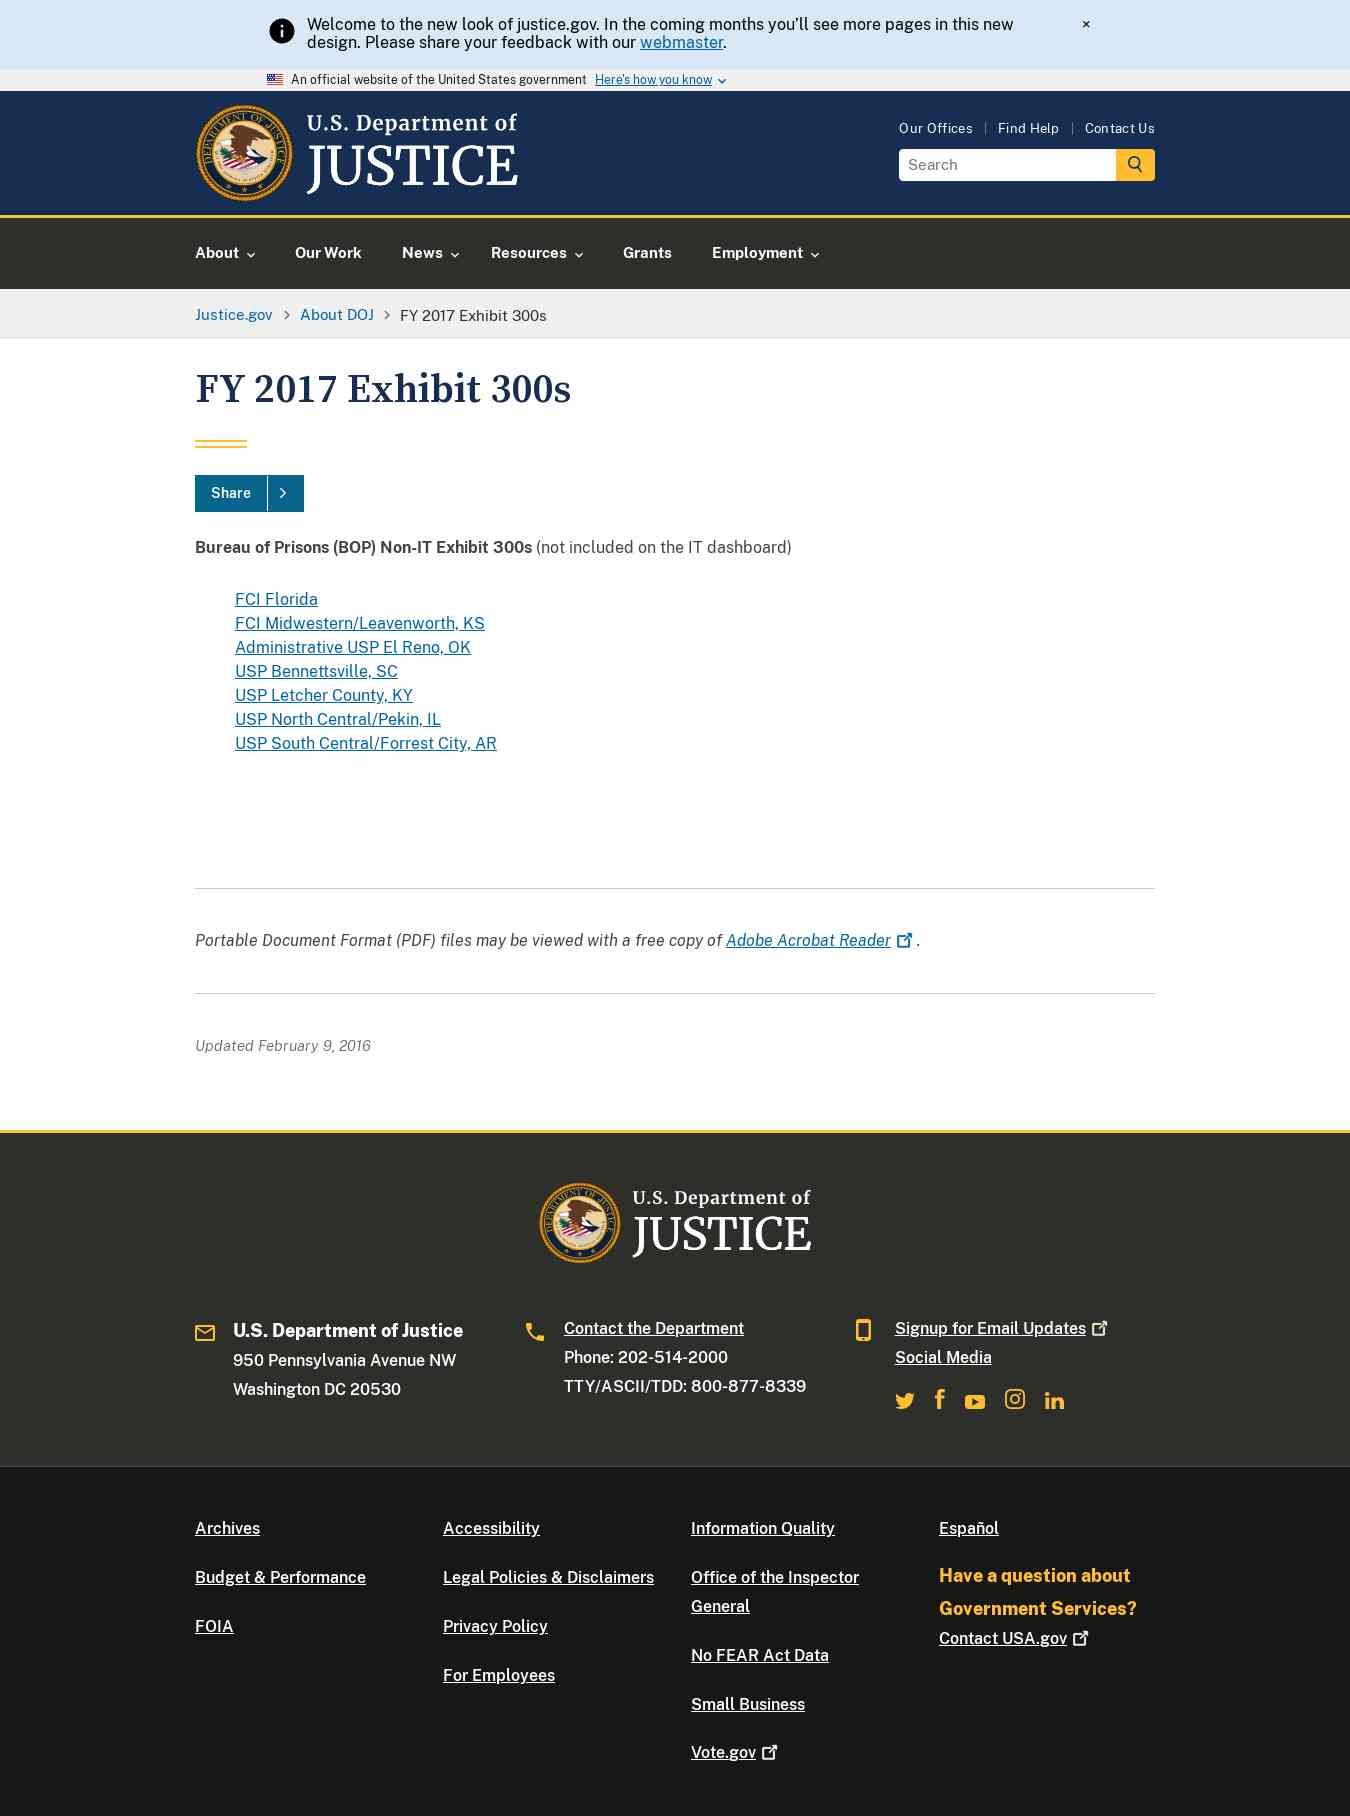 Welcome to the new look of justice.gov. In the coming months you’ll see more pages in this new
design. Please share your feedback with our webmaster.
×
An official website of the United States government Here's how you know
U.S. Department of
JUSTICE
Our Offices
Find Help
Contact Us
Search
About
Our Work
News
Resources
Grants
Employment
Justice.gov
About DOJ
FY 2017 Exhibit 300s
FY 2017 Exhibit 300s
Share
Bureau of Prisons (BOP) Non-IT Exhibit 300s (not included on the IT dashboard)
FCI Florida
FCI Midwestern/Leavenworth, KS
Administrative USP El Reno, OK
USP Bennettsville, SC
USP Letcher County, KY
USP North Central/Pekin, IL
USP South Central/Forrest City, AR
Portable Document Format (PDF) files may be viewed with a free copy of Adobe Acrobat Reader .
Updated February 9, 2016
U.S. Department of
JUSTICE
U.S. Department of Justice
950 Pennsylvania Avenue NW
Washington DC 20530
Contact the Department
Phone: 202-514-2000
TTY/ASCII/TDD: 800-877-8339
Signup for Email Updates
Social Media
Archives
Budget & Performance
FOIA
Accessibility
Legal Policies & Disclaimers
Privacy Policy
For Employees
Information Quality
Office of the Inspector
General
No FEAR Act Data
Small Business
Vote.gov
Español
Have a question about
Government Services?
Contact USA.gov